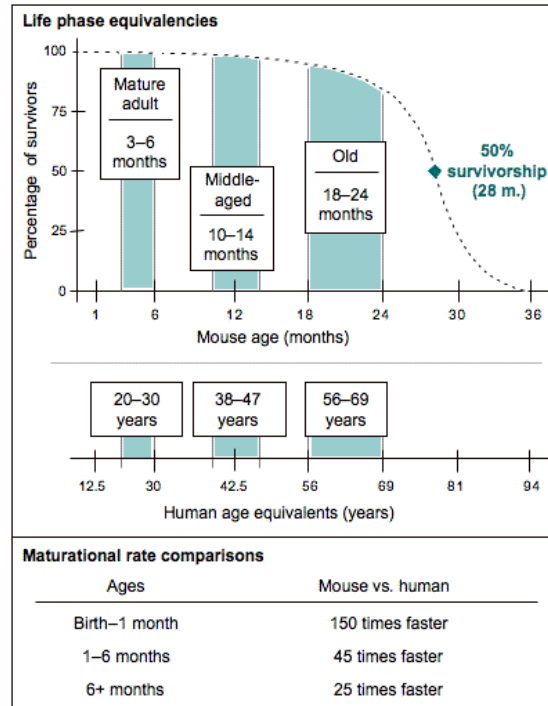 Life phase equivalencies
100
75
50
25
0
Percentage of survivors
Mature
adult
3–6
months
Middle-
aged
10–14
months
Old
18–24
months
50%
survivorship
(28 m.)
1 6 12 18 24 30 36
Mouse age (months)
20–30
years
38–47
years
56–69
years
12.5 30 42.5 56 69 81 94
Human age equivalents (years)
Maturational rate comparisons
Ages Mouse vs. human
Birth–1 month 150 times faster
1–6 months 45 times faster
6+ months 25 times faster